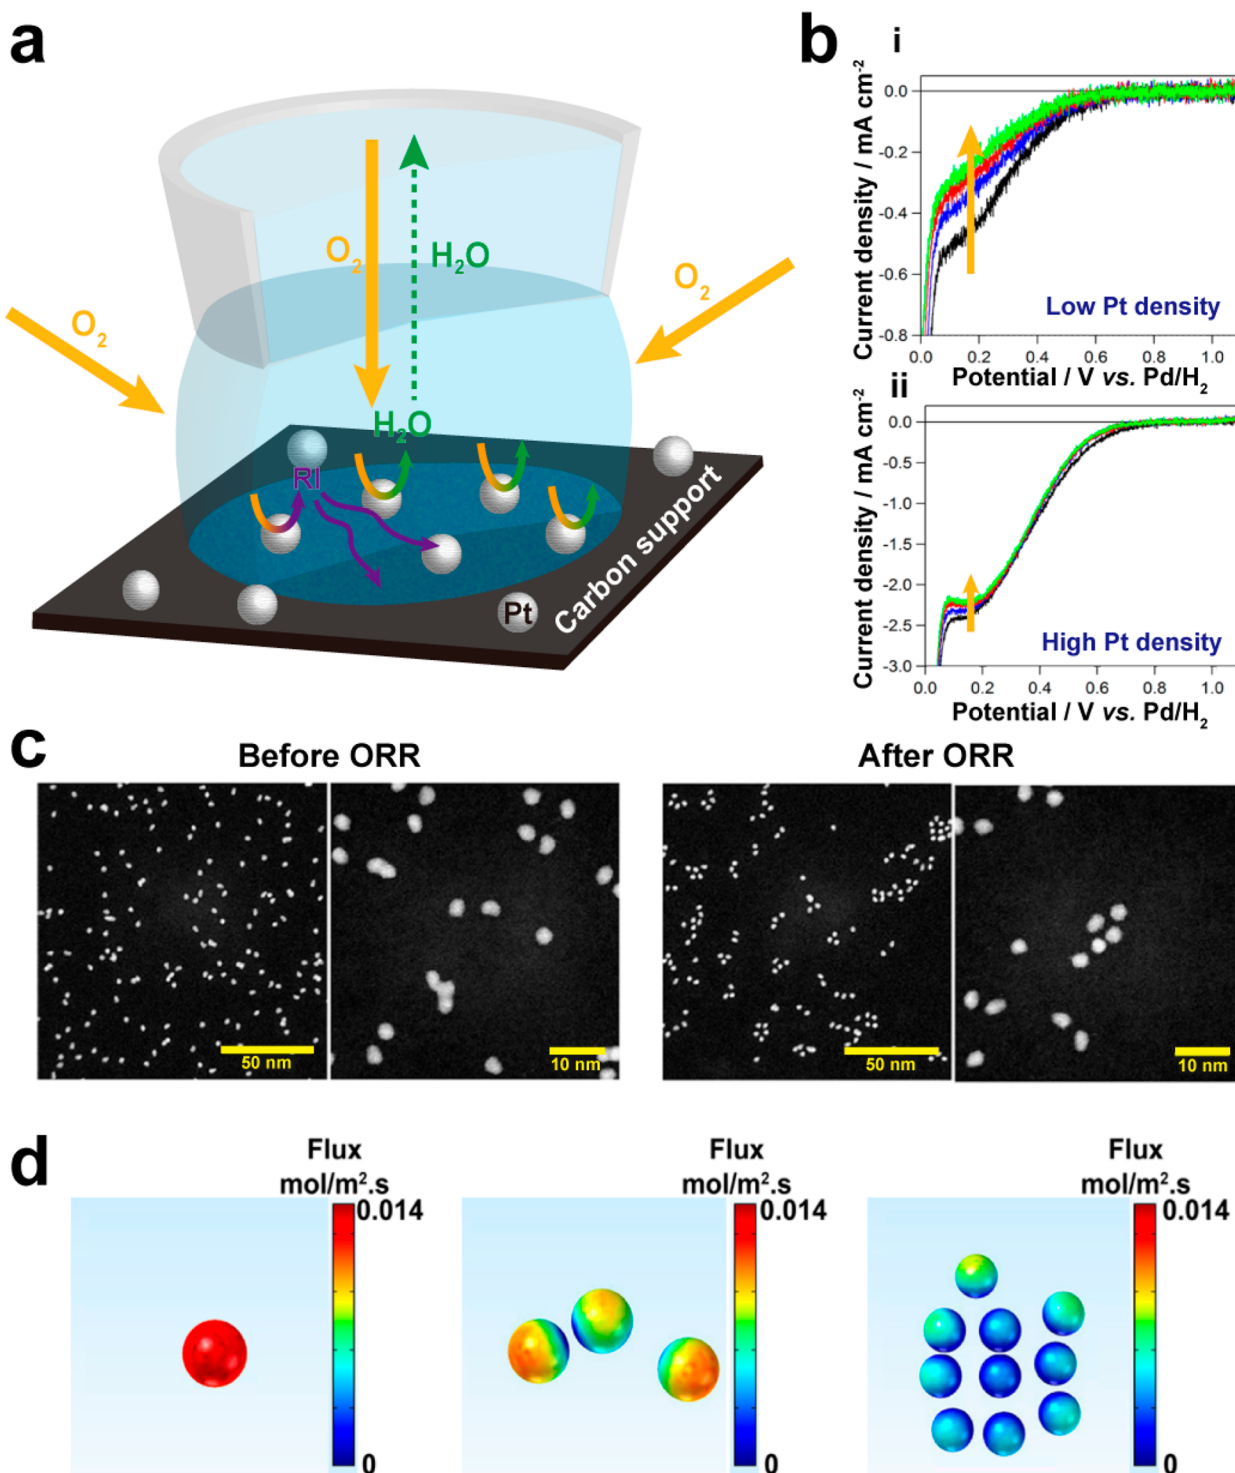 a
O₂
H₂O
O₂
O₂
H₂O
RI
Pt
Carbon support
b
i
Current density / mA cm⁻²
0.0
-0.2
-0.4
-0.6
-0.8
Low Pt density
0.0 0.2 0.4 0.6 0.8 1.0
Potential / V vs. Pd/H₂
ii
Current density / mA cm⁻²
0.0
-0.5
-1.0
-1.5
-2.0
-2.5
-3.0
High Pt density
0.0 0.2 0.4 0.6 0.8 1.0
Potential / V vs. Pd/H₂
c
Before ORR
After ORR
50 nm
10 nm
50 nm
10 nm
d
Flux
mol/m².s
0.014
0
Flux
mol/m².s
0.014
0
Flux
mol/m².s
0.014
0